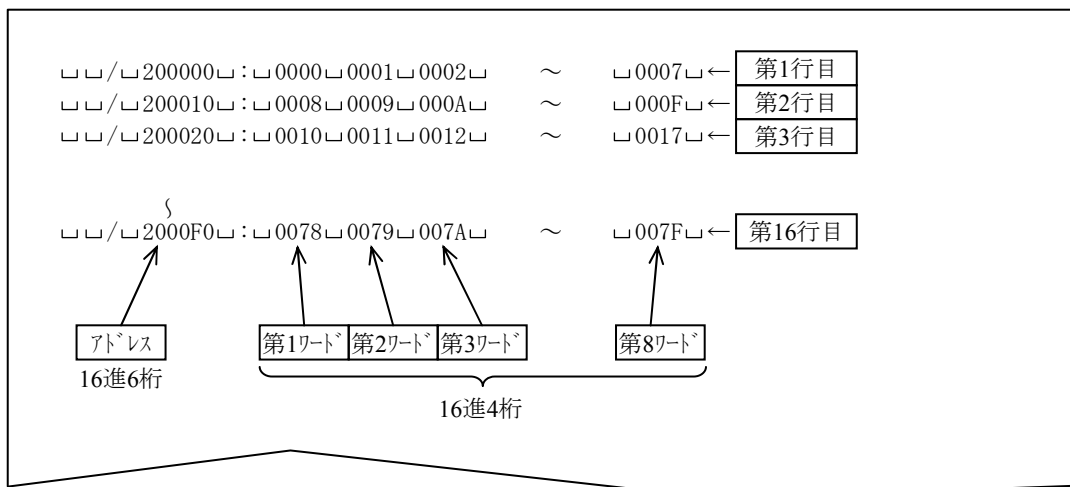 ␣␣/␣200000␣:␣0000␣0001␣0002␣ ～ ␣0007␣← 第1行目
␣␣/␣200010␣:␣0008␣0009␣000A␣ ～ ␣000F␣← 第2行目
␣␣/␣200020␣:␣0010␣0011␣0012␣ ～ ␣0017␣← 第3行目
～
␣␣/␣2000F0␣:␣0078␣0079␣007A␣ ～ ␣007F␣← 第16行目
ｱﾄﾞﾚｽ 第1ﾜｰﾄﾞ 第2ﾜｰﾄﾞ 第3ﾜｰﾄﾞ 第8ﾜｰﾄﾞ
16進6桁
16進4桁